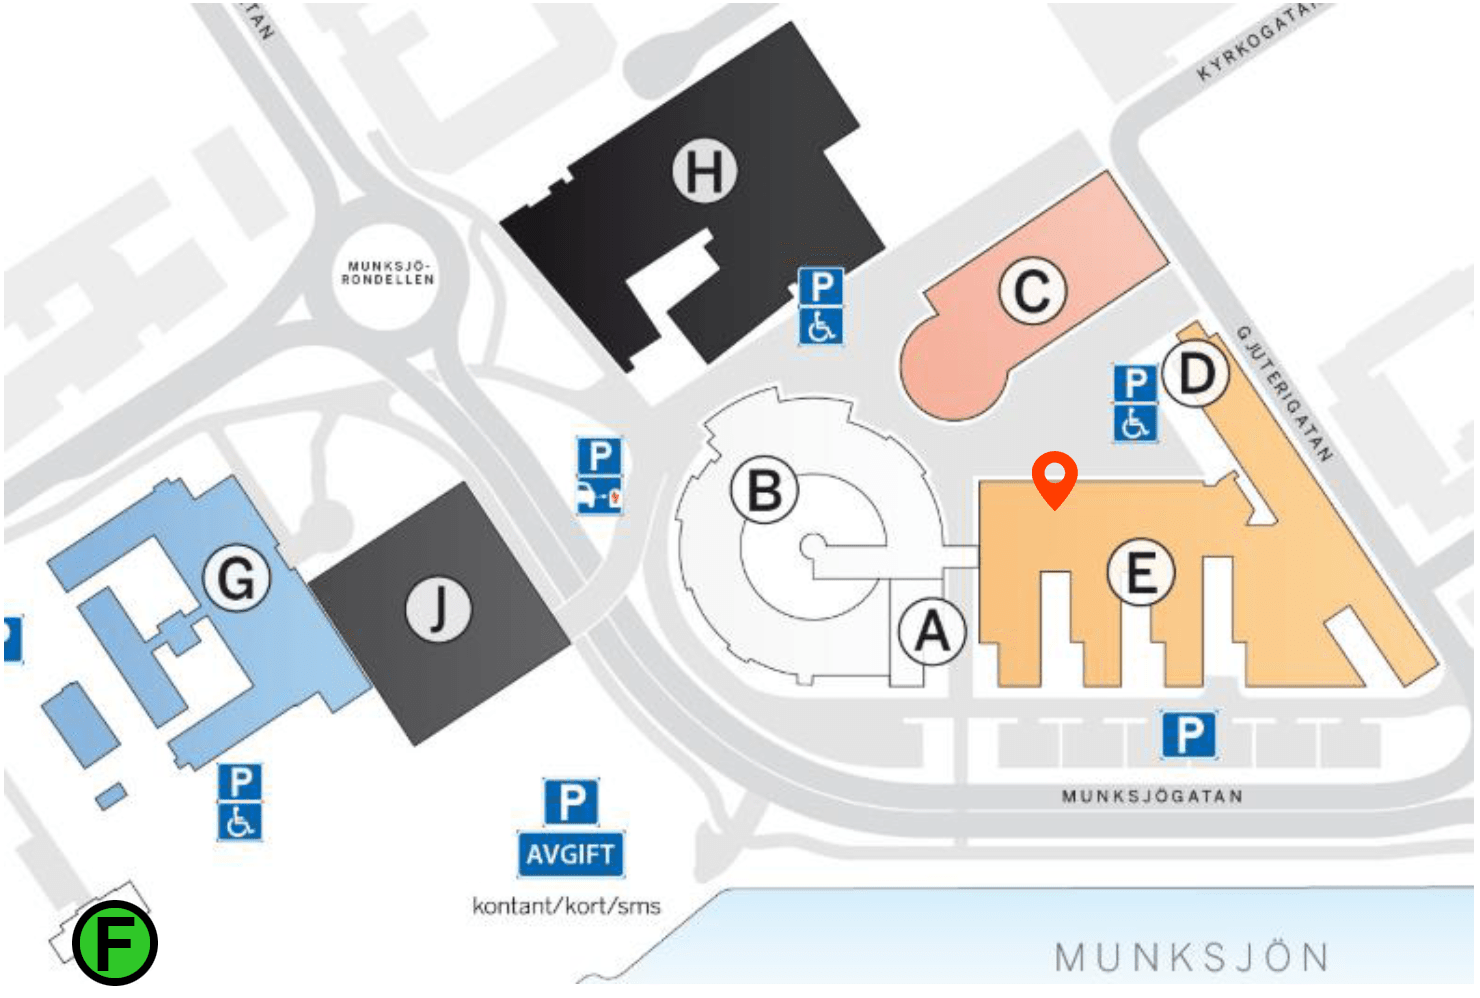 TAN
KYRKOGATAN
H
MUNKSJÖ-
RONDELLEN
P
C
GJUTERIGATAN
D
P
P
B
G
E
J
A
P
P
P
MUNKSJÖGATAN
P
AVGIFT
kontant/kort/sms
F
MUNKSJÖN